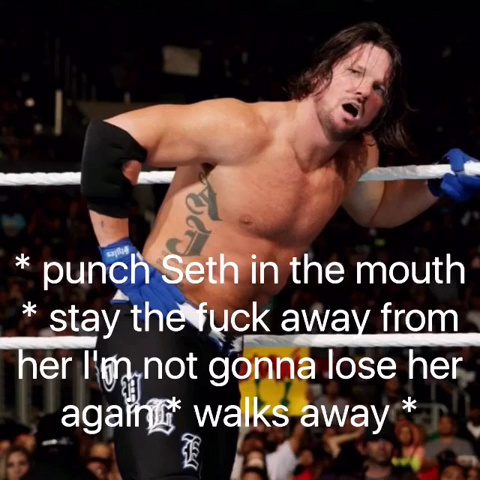 * punch Seth in the mouth
* stay the fuck away from
her I'm not gonna lose her
again * walks away *